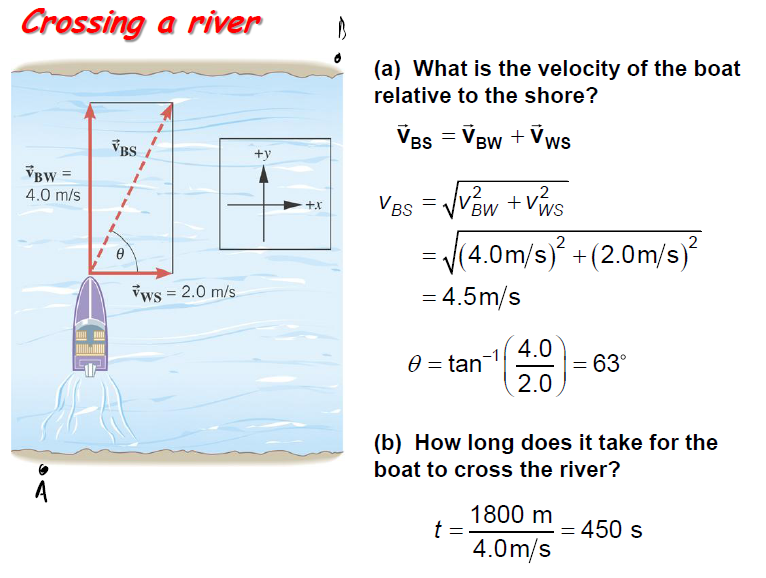 Crossing a river
B
v⃗BS
v⃗BW =
4.0 m/s
+y
+x
θ
v⃗WS = 2.0 m/s
A
(a) What is the velocity of the boat
relative to the shore?
v⃗BS = v⃗BW + v⃗WS
vBS = √(v²BW + v²WS)
= √((4.0m/s)² + (2.0m/s)²)
= 4.5m/s
θ = tan⁻¹(4.0/2.0) = 63°
(b) How long does it take for the
boat to cross the river?
t = 1800 m / 4.0m/s = 450 s